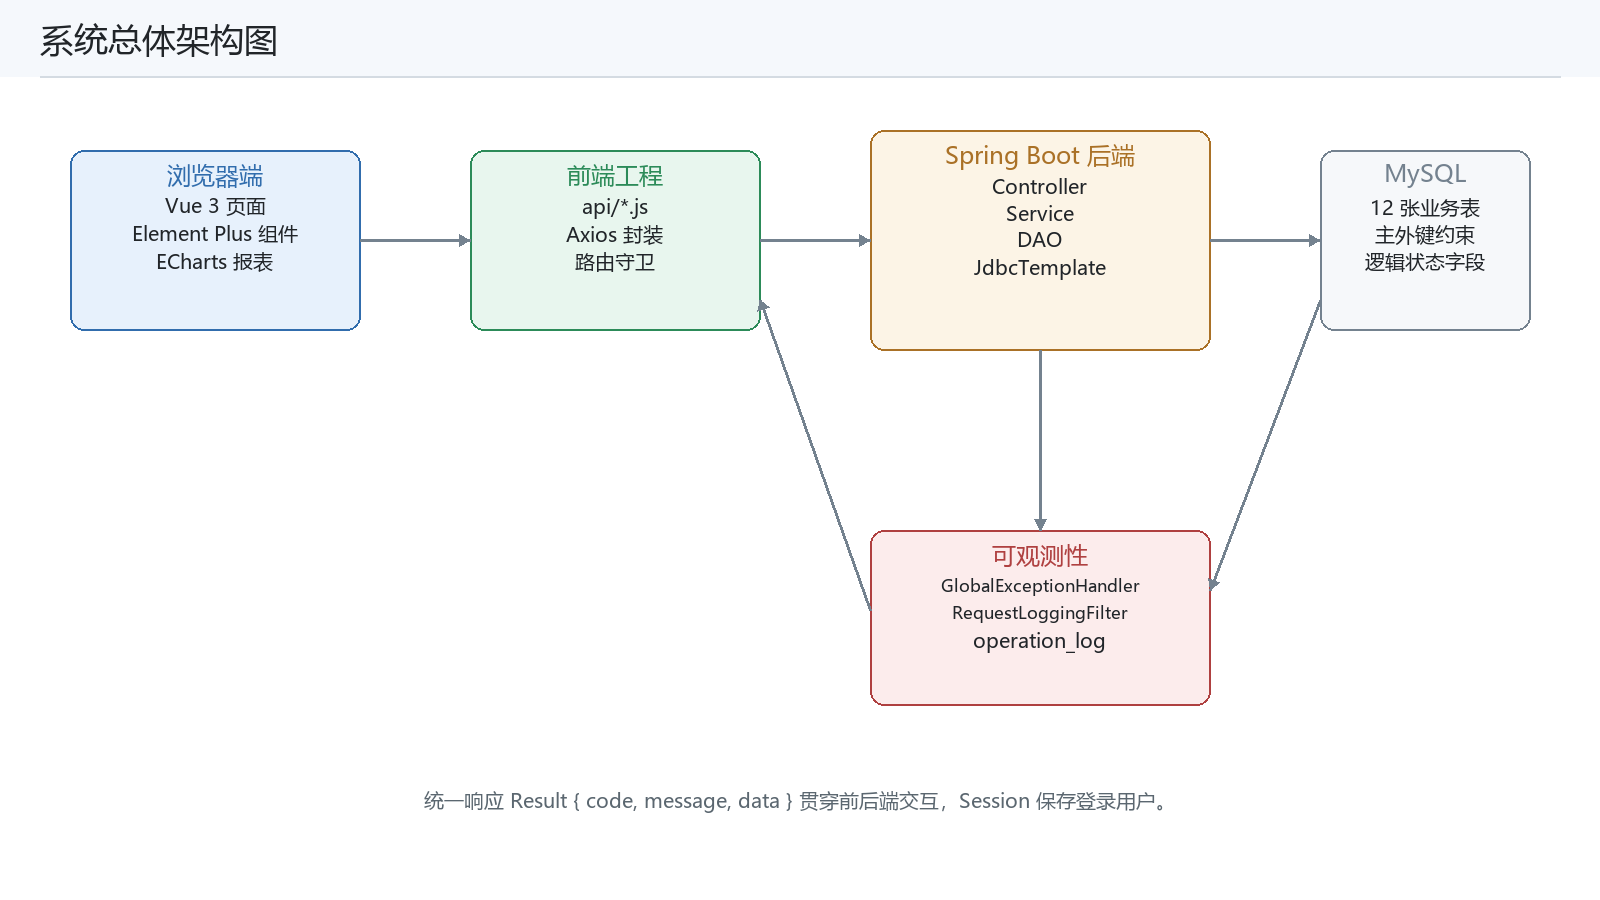 系统总体架构图
浏览器端
Vue 3 页面
Element Plus 组件
ECharts 报表
前端工程
api/*.js
Axios 封装
路由守卫
Spring Boot 后端
Controller
Service
DAO
JdbcTemplate
MySQL
12 张业务表
主外键约束
逻辑状态字段
可观测性
GlobalExceptionHandler
RequestLoggingFilter
operation_log
统一响应 Result { code, message, data } 贯穿前后端交互，Session 保存登录用户。